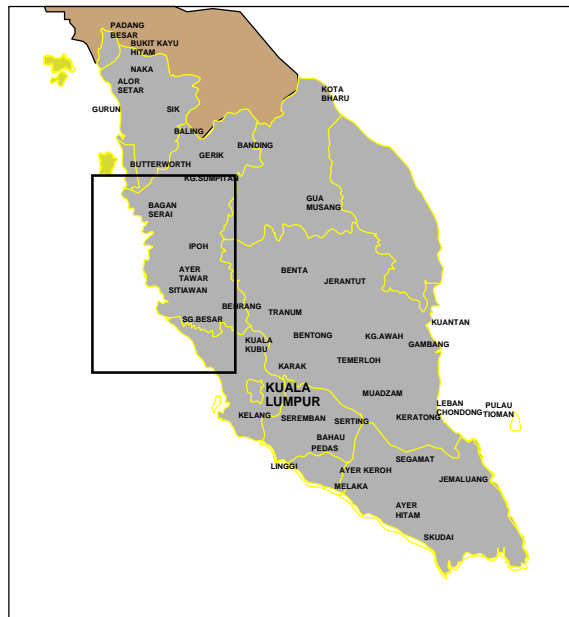 PADANG
BESAR
BUKIT KAYU
HITAM
NAKA
ALOR
SETAR
KOTA
BHARU
GURUN
SIK
BALING
BANDING
GERIK
BUTTERWORTH
KG.SUMPITAN
BAGAN
SERAI
GUA
MUSANG
IPOH
AYER
TAWAR
BENTA
JERANTUT
SITIAWAN
BEHRANG
TRANUM
SG.BESAR
KUANTAN
BENTONG
KG.AWAH
GAMBANG
KUALA
KUBU
TEMERLOH
KARAK
KUALA
LUMPUR
MUADZAM
LEBAN
CHONDONG
PULAU
TIOMAN
KELANG
SEREMBAN
SERTING
KERATONG
BAHAU
PEDAS
SEGAMAT
LINGGI
AYER KEROH
JEMALUANG
MELAKA
AYER
HITAM
SKUDAI